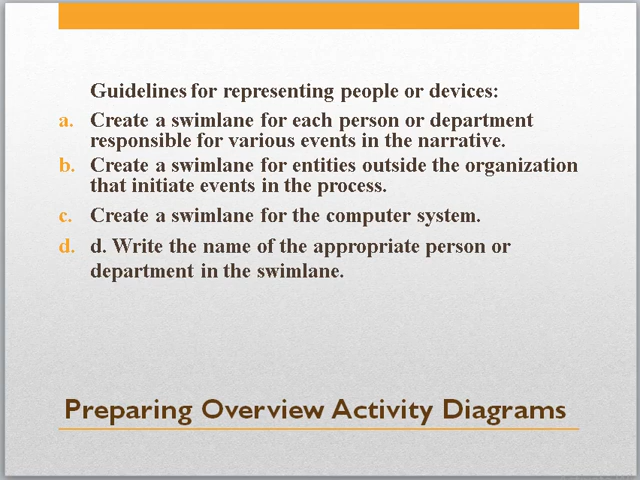 Guidelines for representing people or devices:
a. Create a swimlane for each person or department
responsible for various events in the narrative.
b. Create a swimlane for entities outside the organization
that initiate events in the process.
c. Create a swimlane for the computer system.
d. d. Write the name of the appropriate person or
department in the swimlane.
Preparing Overview Activity Diagrams